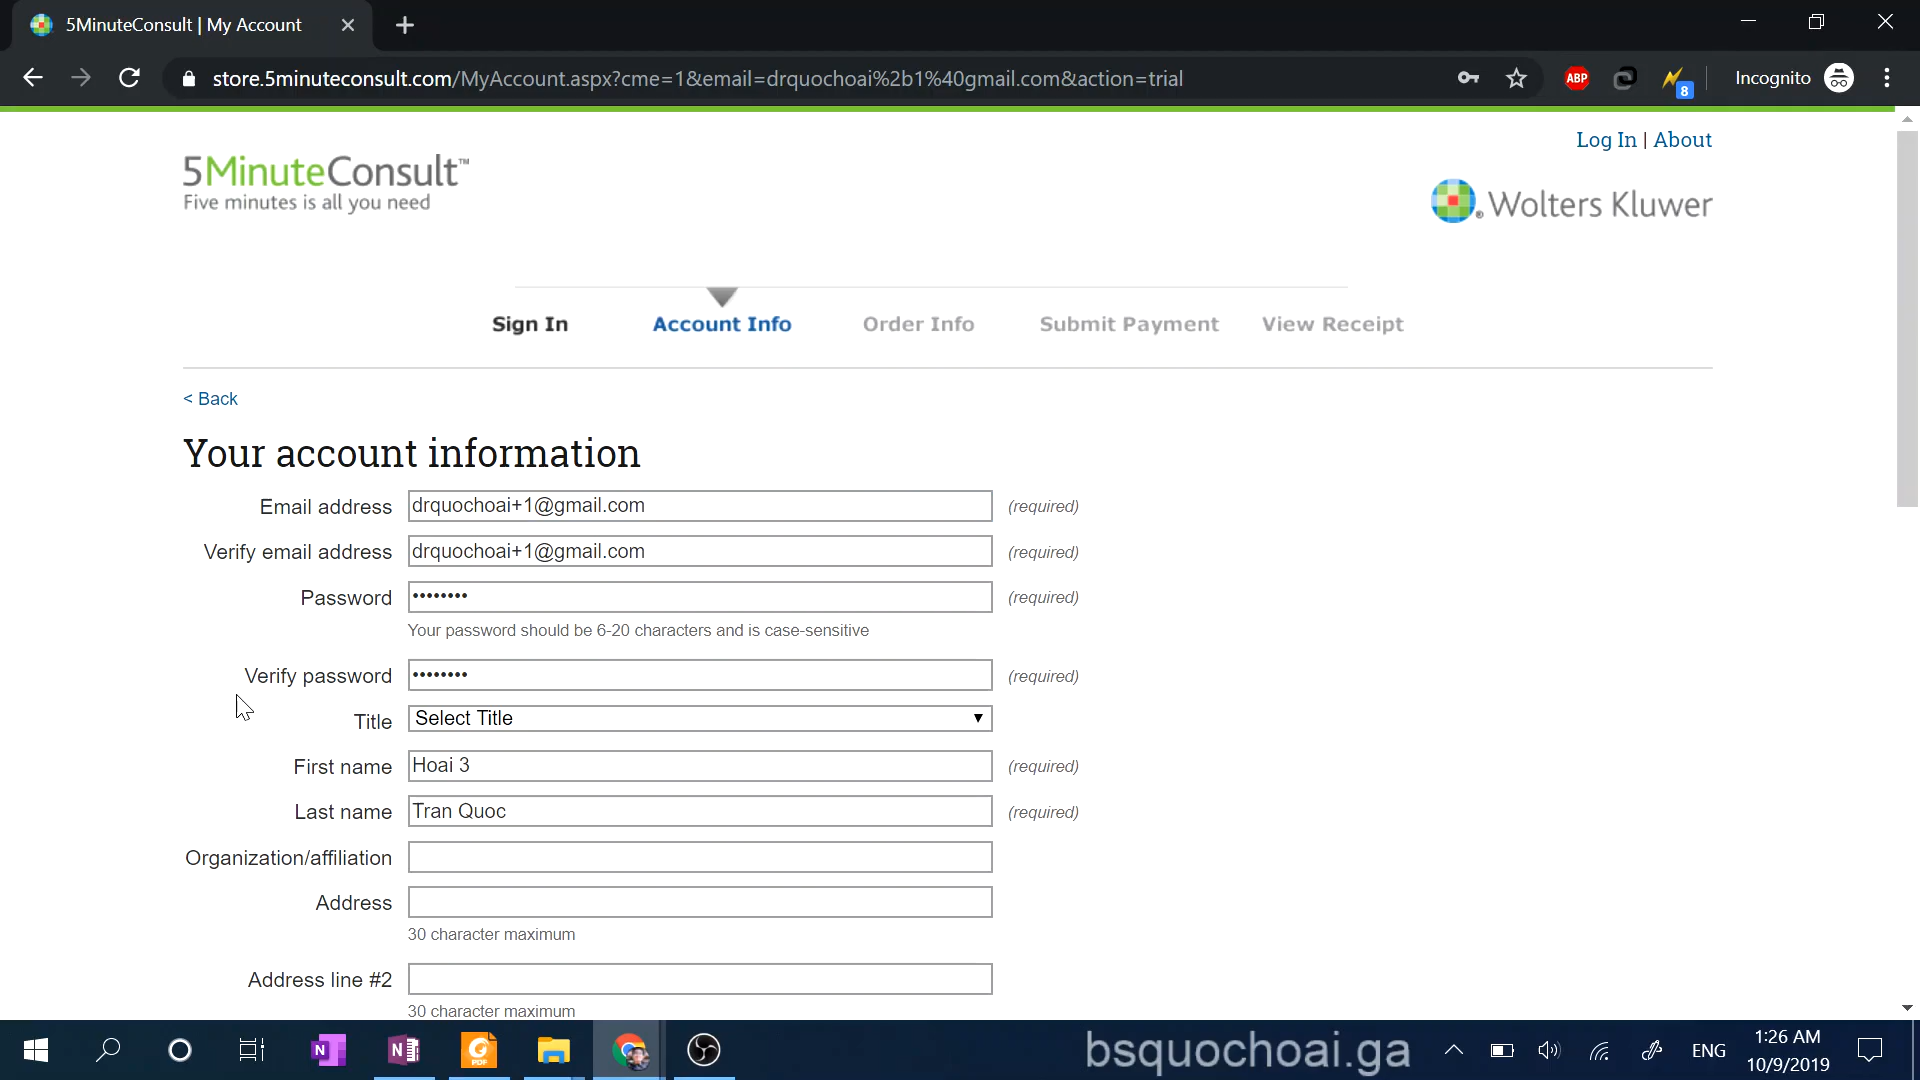 5MinuteConsult | My Account
store.5minuteconsult.com/MyAccount.aspx?cme=1&email=drquochoai%2b1%40gmail.com&action=trial
ABP
8
Incognito
Log In | About
5MinuteConsult™
Five minutes is all you need
® Wolters Kluwer
Sign In
Account Info
Order Info
Submit Payment
View Receipt
< Back
Your account information
Email address drquochoai+1@gmail.com (required)
Verify email address drquochoai+1@gmail.com (required)
Password •••••••• (required)
Your password should be 6-20 characters and is case-sensitive
Verify password •••••••• (required)
Title Select Title
First name Hoai 3 (required)
Last name Tran Quoc (required)
Organization/affiliation
Address
30 character maximum
Address line #2
30 character maximum
N
N
PDF
bsquochoai.ga
ENG
1:26 AM
10/9/2019